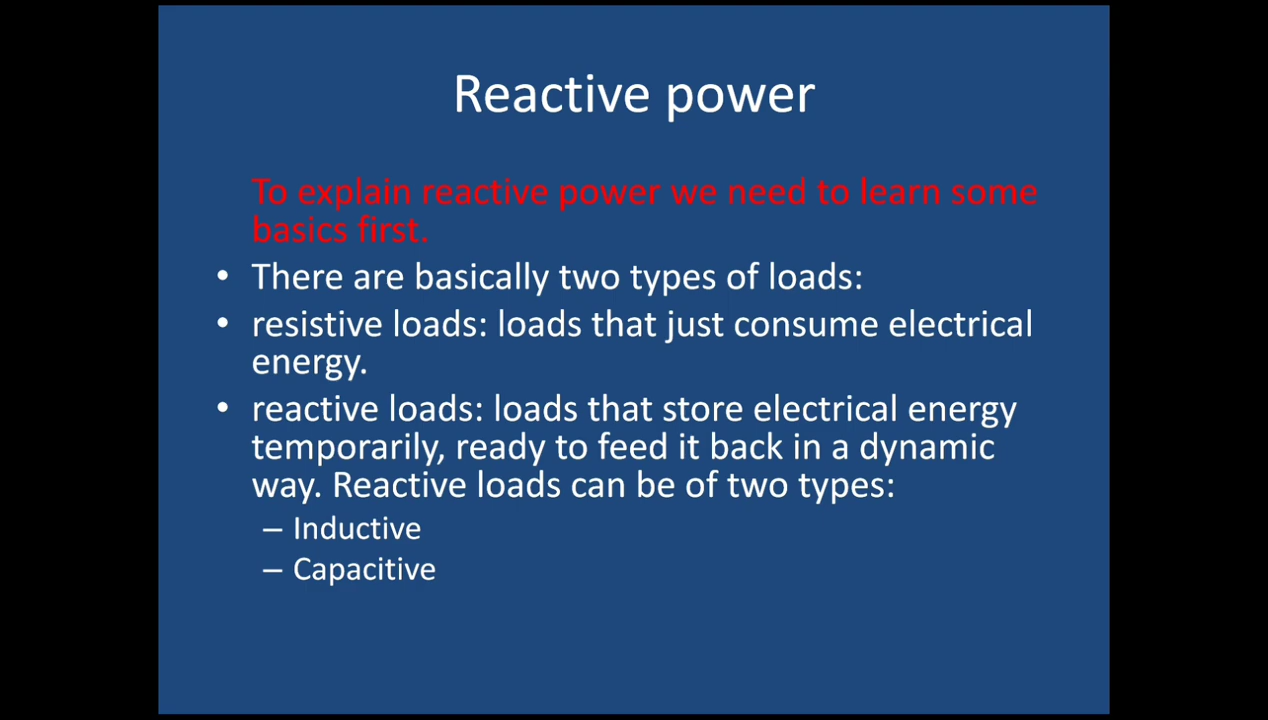 Reactive power
To explain reactive power we need to learn some
basics first.
• There are basically two types of loads:
• resistive loads: loads that just consume electrical
energy.
• reactive loads: loads that store electrical energy
temporarily, ready to feed it back in a dynamic
way. Reactive loads can be of two types:
– Inductive
– Capacitive